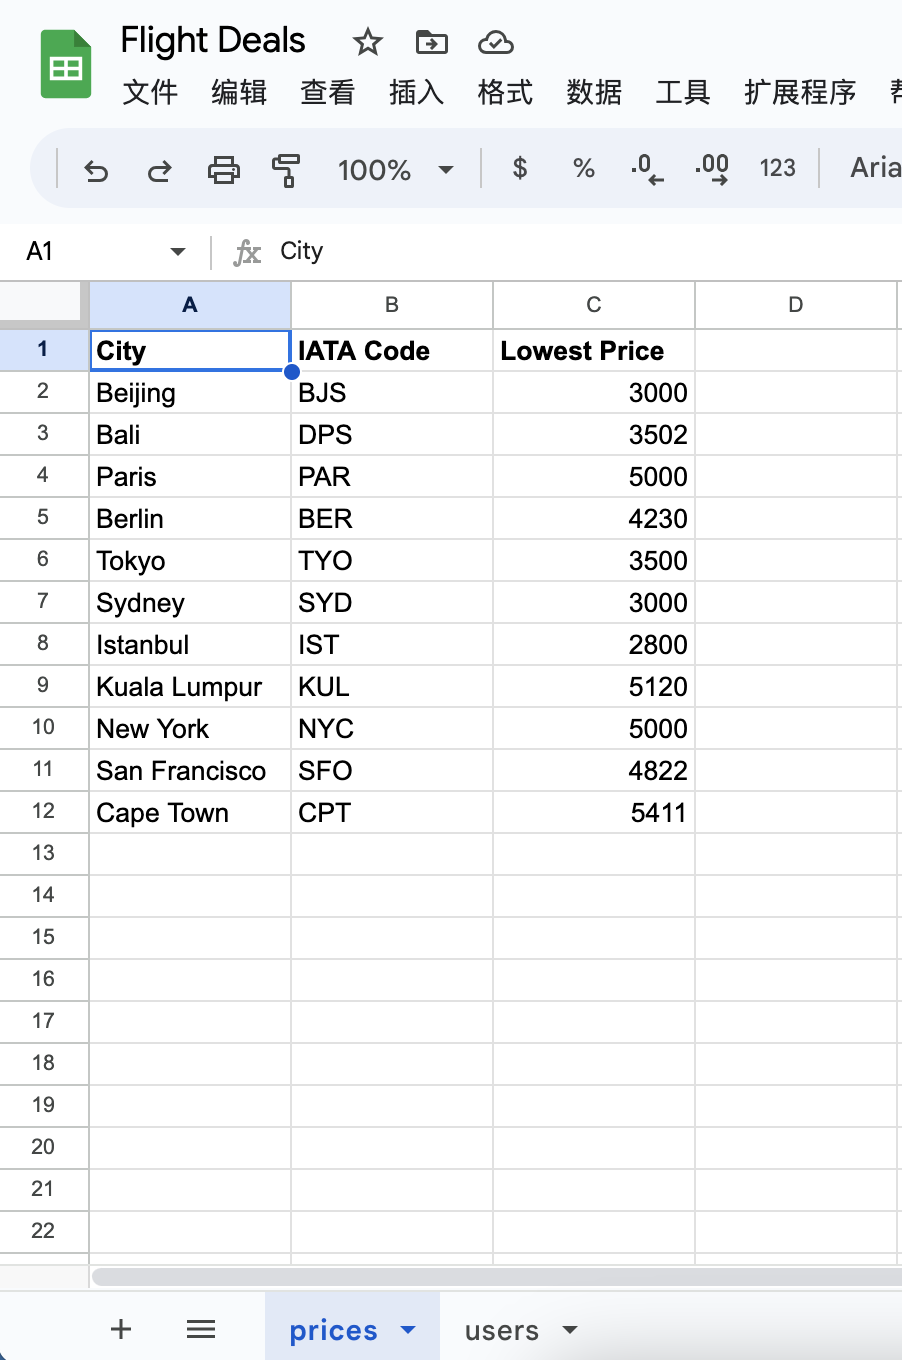 Flight Deals
文件 编辑 查看 插入 格式 数据 工具 扩展程序
100% $ % .0 .00 123 Aria
A1 fx City
A B C D
1 City IATA Code Lowest Price
2 Beijing BJS 3000
3 Bali DPS 3502
4 Paris PAR 5000
5 Berlin BER 4230
6 Tokyo TYO 3500
7 Sydney SYD 3000
8 Istanbul IST 2800
9 Kuala Lumpur KUL 5120
10 New York NYC 5000
11 San Francisco SFO 4822
12 Cape Town CPT 5411
13
14
15
16
17
18
19
20
21
22
prices users